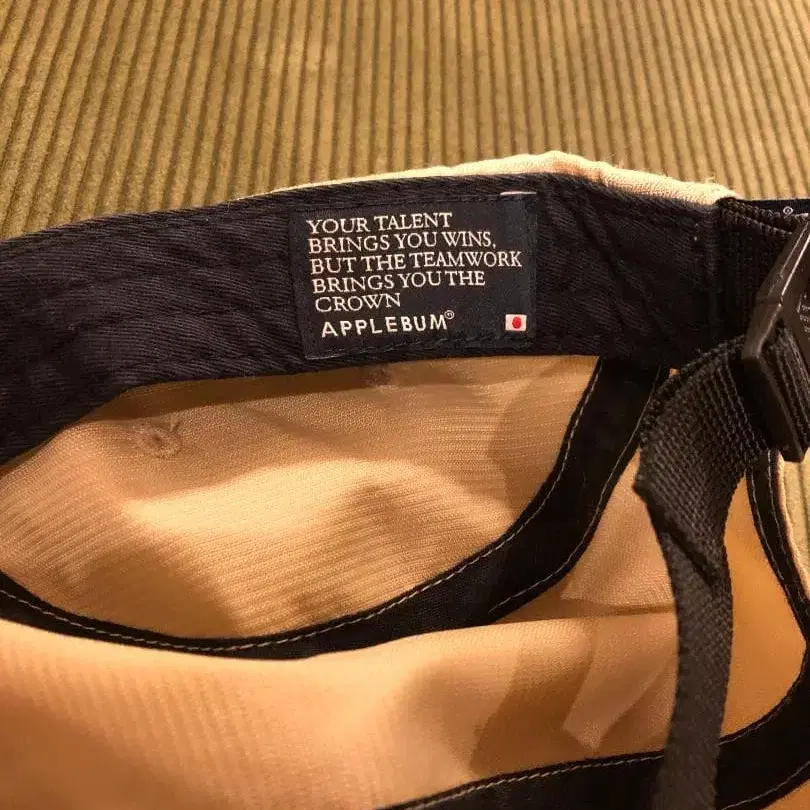 YOUR TALENT
BRINGS YOU WINS,
BUT THE TEAMWORK
BRINGS YOU THE
CROWN
APPLEBUM®